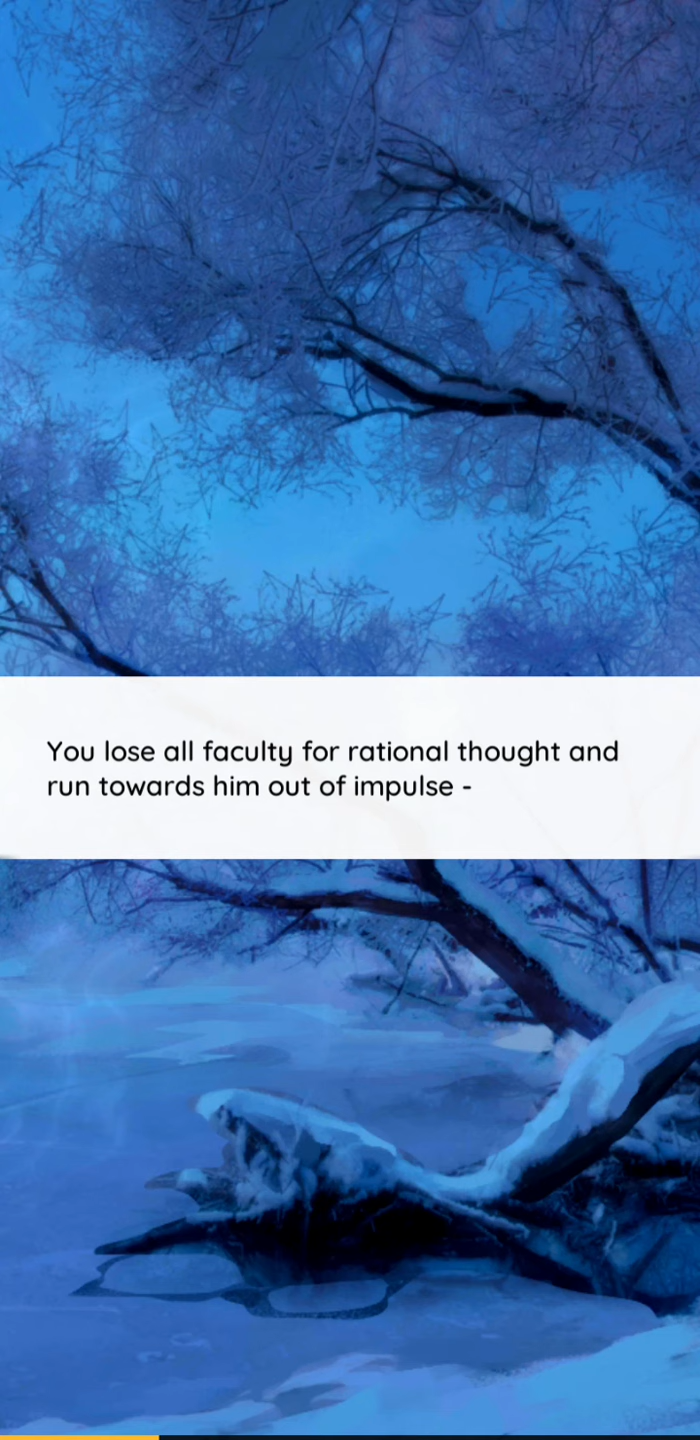 You lose all faculty for rational thought and
run towards him out of impulse -